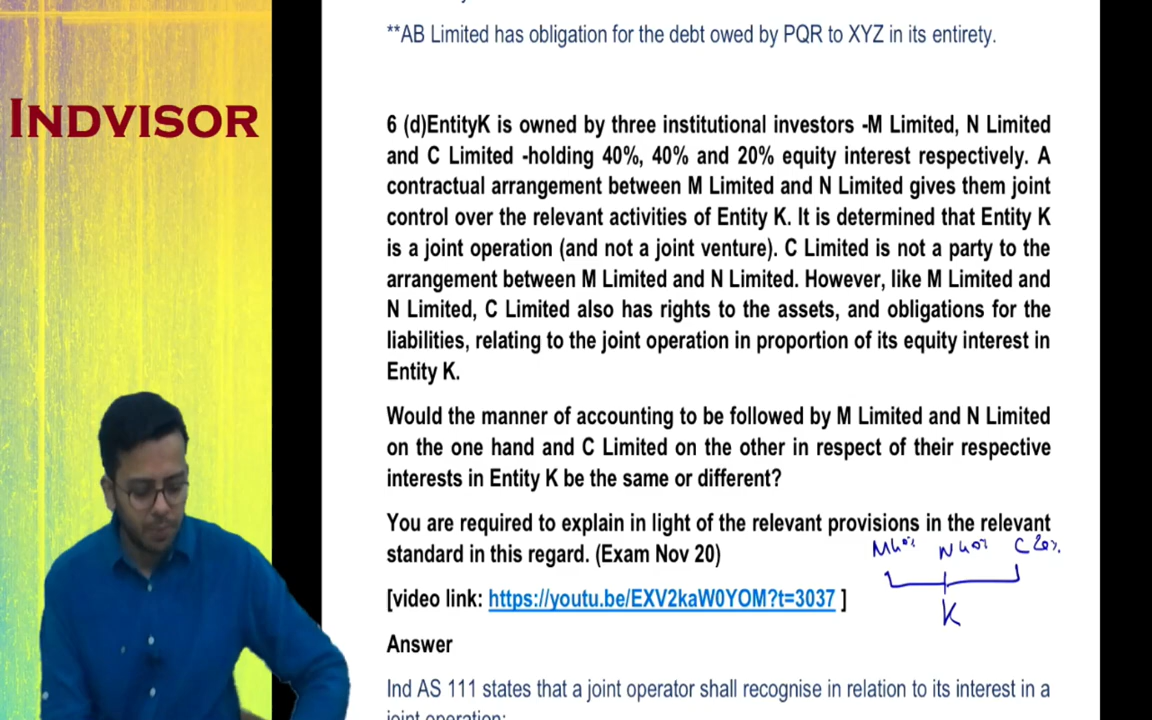 **AB Limited has obligation for the debt owed by PQR to XYZ in its entirety.
INDVISOR
6 (d)EntityK is owned by three institutional investors -M Limited, N Limited
and C Limited -holding 40%, 40% and 20% equity interest respectively. A
contractual arrangement between M Limited and N Limited gives them joint
control over the relevant activities of Entity K. It is determined that Entity K
is a joint operation (and not a joint venture). C Limited is not a party to the
arrangement between M Limited and N Limited. However, like M Limited and
N Limited, C Limited also has rights to the assets, and obligations for the
liabilities, relating to the joint operation in proportion of its equity interest in
Entity K.
Would the manner of accounting to be followed by M Limited and N Limited
on the one hand and C Limited on the other in respect of their respective
interests in Entity K be the same or different?
You are required to explain in light of the relevant provisions in the relevant
standard in this regard. (Exam Nov 20)
M40% N40% C20%
[video link: https://youtu.be/EXV2kaW0YOM?t=3037 ]
K
Answer
Ind AS 111 states that a joint operator shall recognise in relation to its interest in a
joint operation: